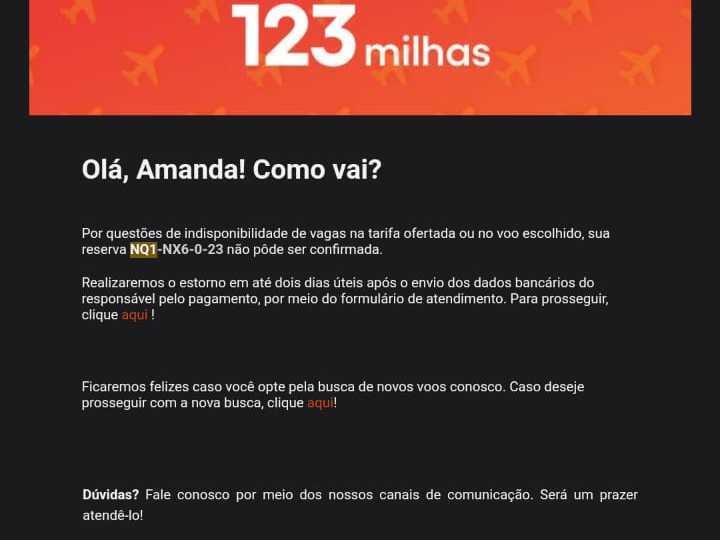 123 milhas
Olá, Amanda! Como vai?
Por questões de indisponibilidade de vagas na tarifa ofertada ou no voo escolhido, sua
reserva NQ1-NX6-0-23 não pôde ser confirmada.
Realizaremos o estorno em até dois dias úteis após o envio dos dados bancários do
responsável pelo pagamento, por meio do formulário de atendimento. Para prosseguir,
clique aqui !
Ficaremos felizes caso você opte pela busca de novos voos conosco. Caso deseje
prosseguir com a nova busca, clique aqui!
Dúvidas? Fale conosco por meio dos nossos canais de comunicação. Será um prazer
atendê-lo!